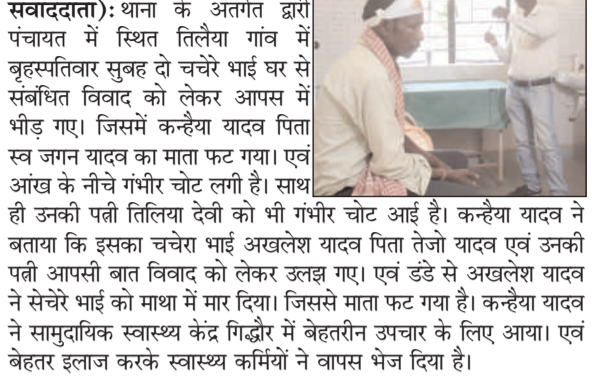 सवाददाता): थाना के अतर्गत द्वारी
पंचायत में स्थित तिलैया गांव में
बृहस्पतिवार सुबह दो चचेरे भाई घर से
संबंधित विवाद को लेकर आपस में
भीड़ गए। जिसमें कन्हैया यादव पिता
स्व जगन यादव का माता फट गया। एवं
आंख के नीचे गंभीर चोट लगी है। साथ
ही उनकी पत्नी तिलिया देवी को भी गंभीर चोट आई है। कन्हैया यादव ने
बताया कि इसका चचेरा भाई अखलेश यादव पिता तेजो यादव एवं उनकी
पत्नी आपसी बात विवाद को लेकर उलझ गए। एवं डंडे से अखलेश यादव
ने सेचेरे भाई को माथा में मार दिया। जिससे माता फट गया है। कन्हैया यादव
ने सामुदायिक स्वास्थ्य केंद्र गिद्धौर में बेहतरीन उपचार के लिए आया। एवं
बेहतर इलाज करके स्वास्थ्य कर्मियों ने वापस भेज दिया है।